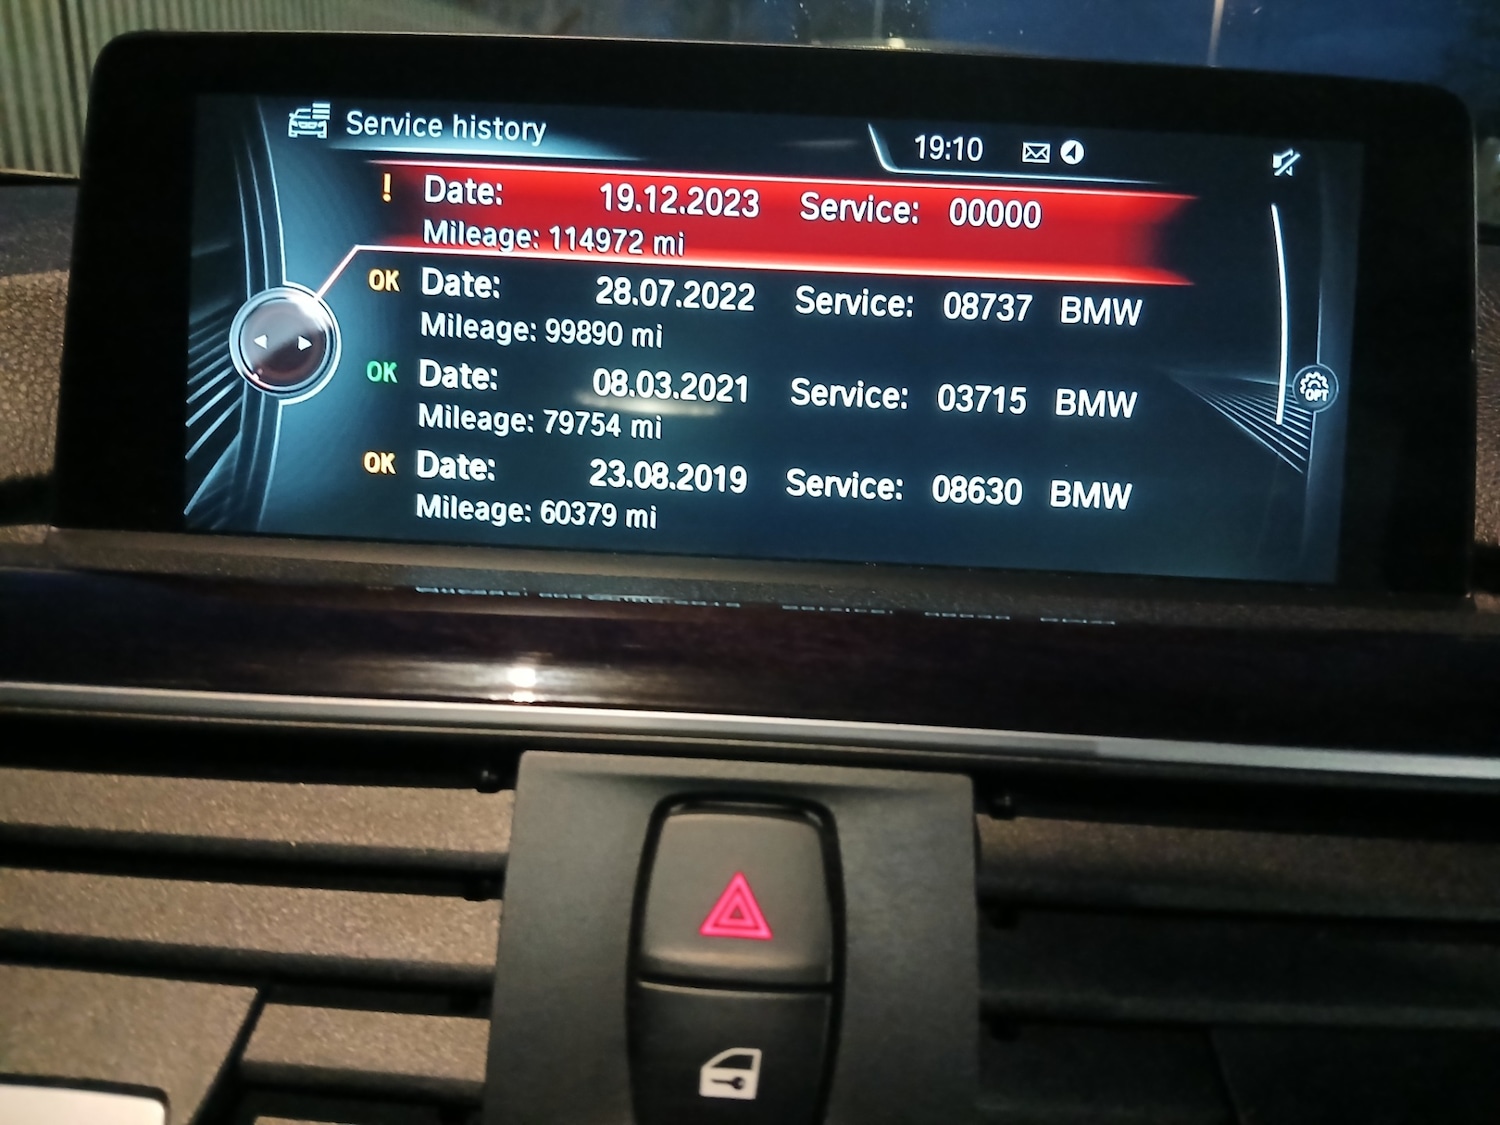 Service history 19:10
! Date: 19.12.2023 Service: 00000
Mileage: 114972 mi
OK Date: 28.07.2022 Service: 08737 BMW
Mileage: 99890 mi
OK Date: 08.03.2021 Service: 03715 BMW
Mileage: 79754 mi
OPT
OK Date: 23.08.2019 Service: 08630 BMW
Mileage: 60379 mi